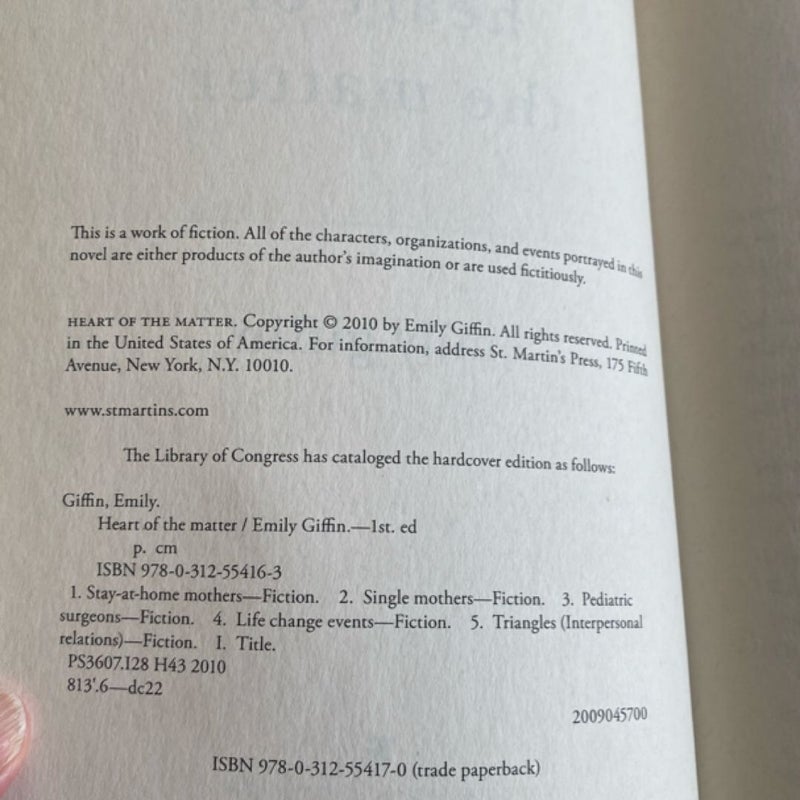 This is a work of fiction. All of the characters, organizations, and events portrayed in this
novel are either products of the author's imagination or are used fictitiously.
HEART OF THE MATTER. Copyright © 2010 by Emily Giffin. All rights reserved. Printed
in the United States of America. For information, address St. Martin's Press, 175 Fifth
Avenue, New York, N.Y. 10010.
www.stmartins.com
The Library of Congress has cataloged the hardcover edition as follows:
Giffin, Emily.
Heart of the matter / Emily Giffin.—1st. ed
p. cm
ISBN 978-0-312-55416-3
1. Stay-at-home mothers—Fiction. 2. Single mothers—Fiction. 3. Pediatric
surgeons—Fiction. 4. Life change events—Fiction. 5. Triangles (Interpersonal
relations)—Fiction. I. Title.
PS3607.I28 H43 2010
813'.6—dc22
2009045700
ISBN 978-0-312-55417-0 (trade paperback)